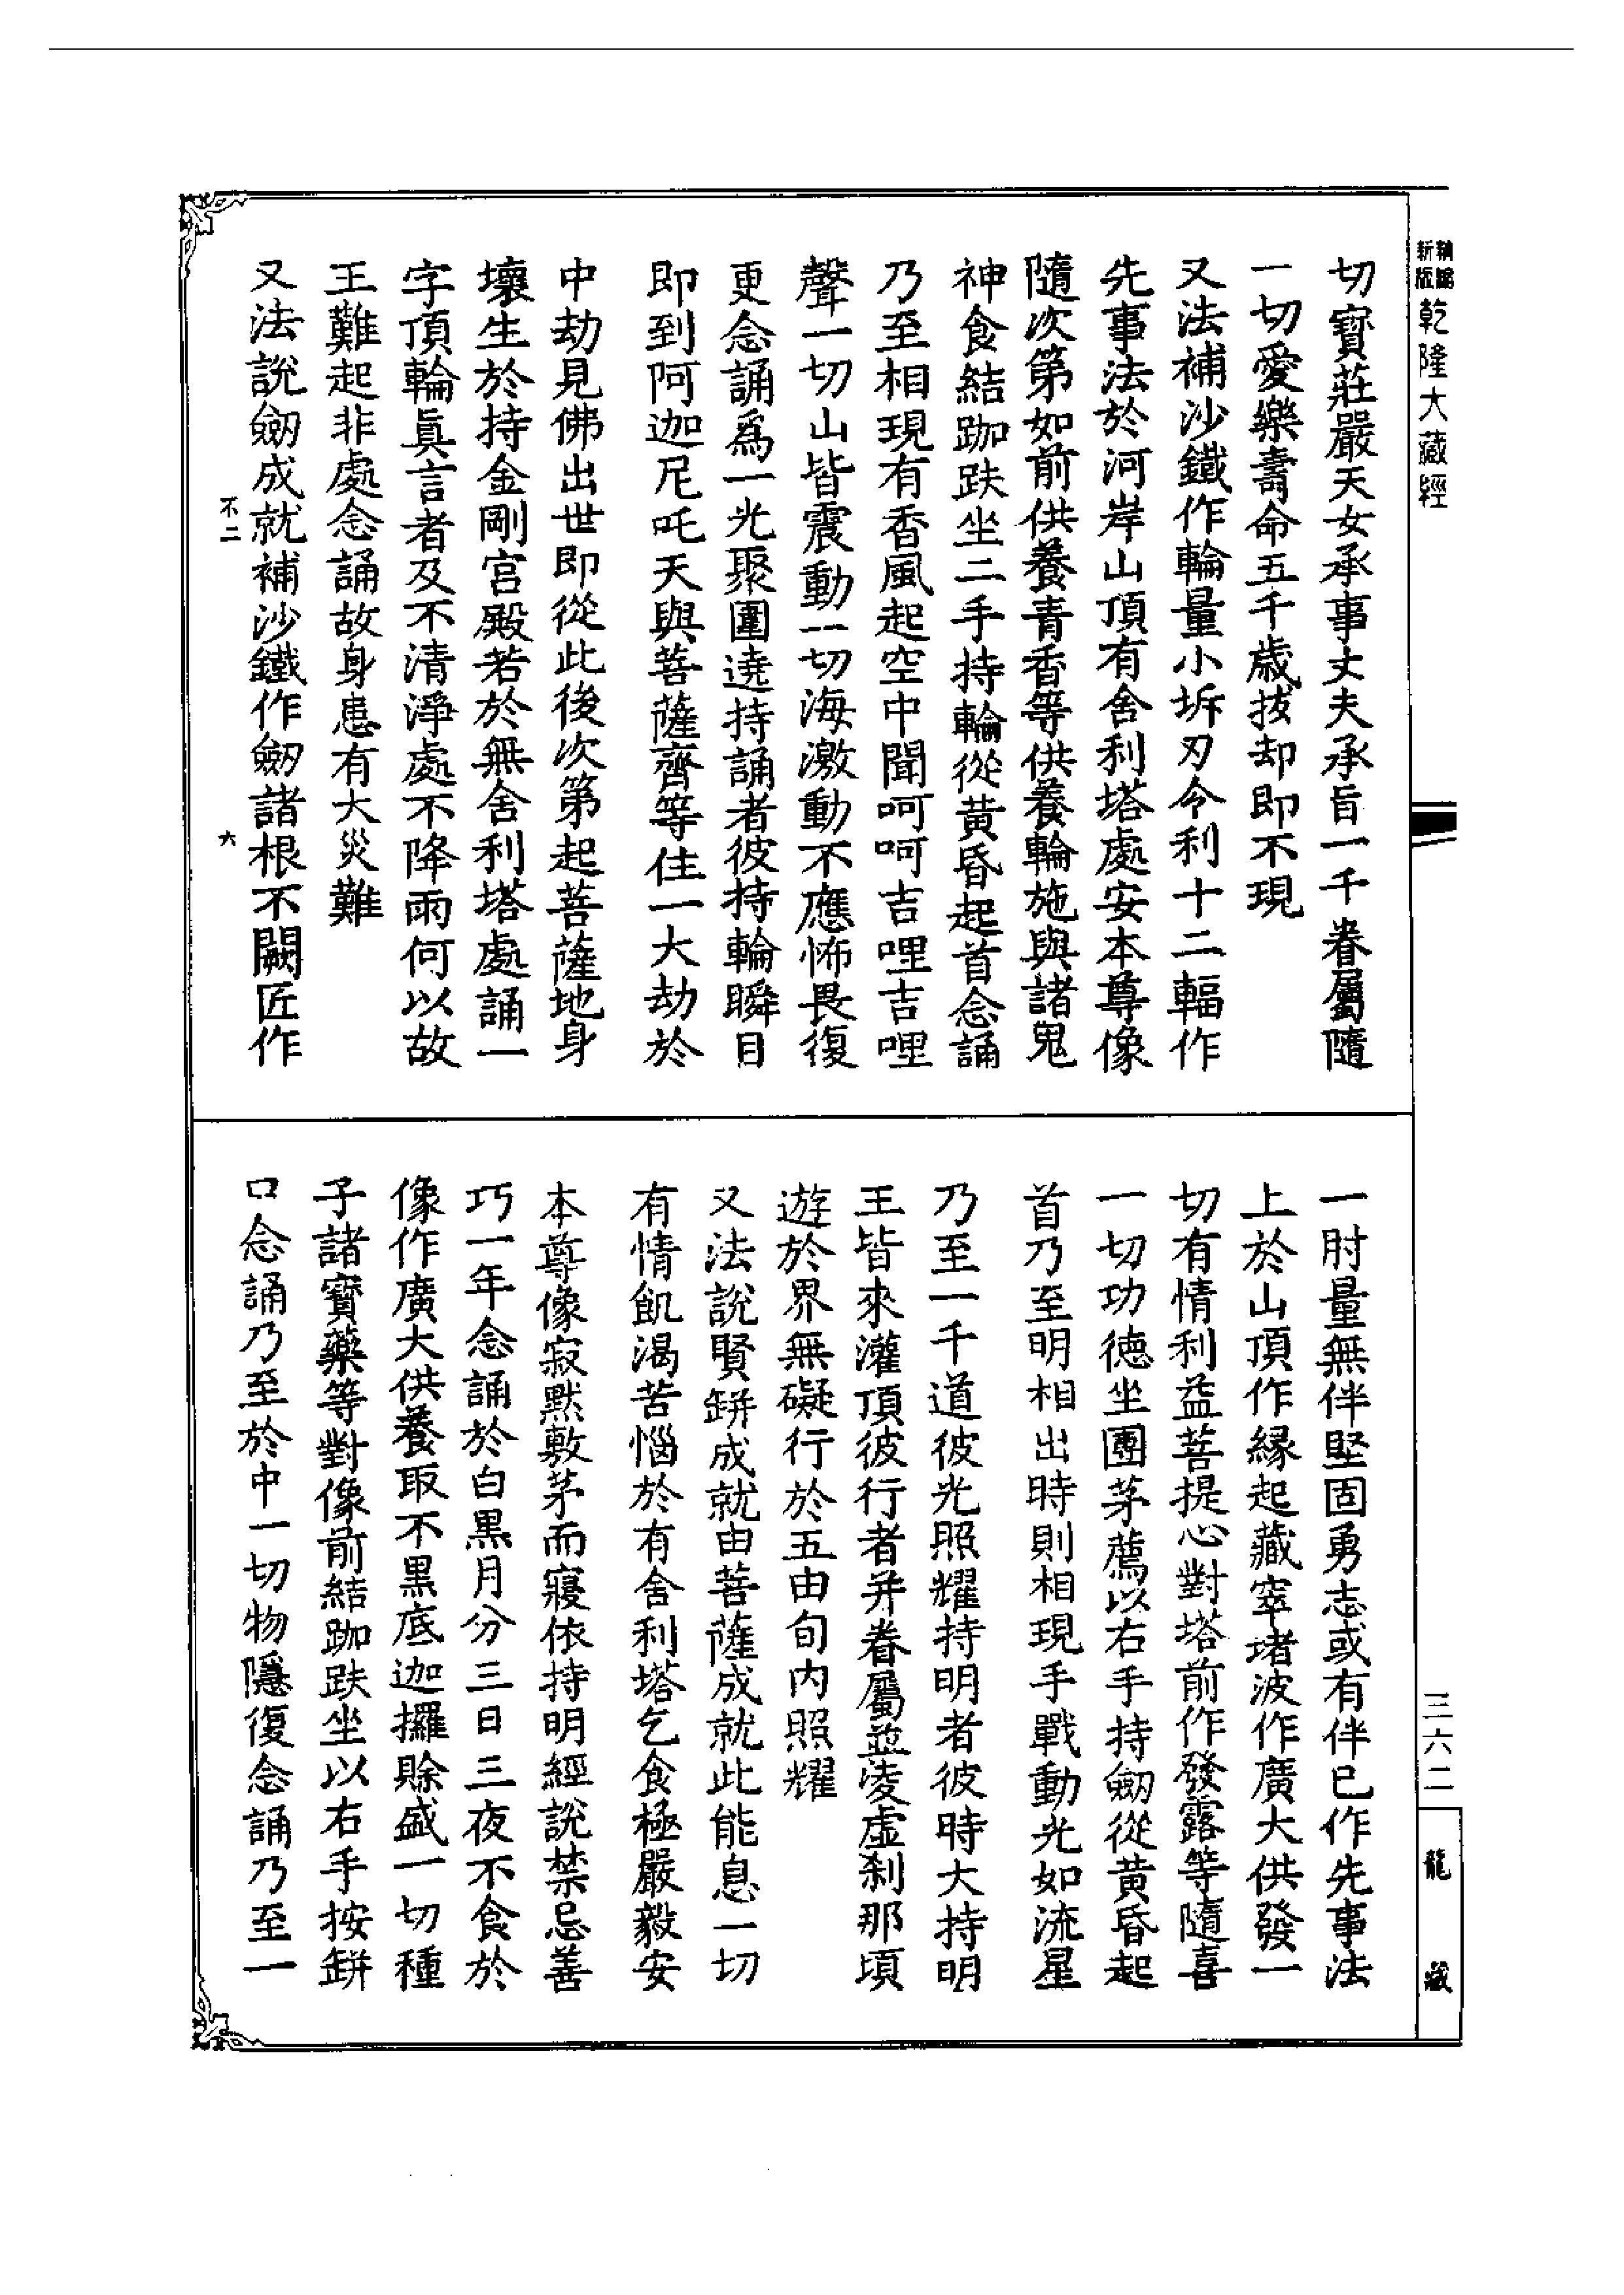 新編
新版
乾隆大藏經
切寶莊嚴天女承事丈夫承旨一千眷屬隨
一切愛樂壽命五千歲拔却即不現
又法補沙鐵作輪量小坼刃令利十二輻作
先事法於河岸山頂有舍利塔處安本尊像
隨次第如前供養青香等供養輪施與諸鬼
神食結跏趺坐二手持輪從黃昏起首念誦
乃至相現有香風起空中聞呵呵吉哩吉哩
聲一切山皆震動一切海激動不應怖畏復
更念誦為一光聚圍遶持誦者彼持輪瞬目
即到阿迦尼吒天與菩薩齊等住一大劫於
中劫見佛出世即從此後次第起菩薩地身
壞生於持金剛宮殿若於無舍利塔處誦一
字頂輪眞言者及不清淨處不降雨何以故
王難起非處念誦故身患有大災難
又法說劒成就補沙鐵作劒諸根不闕匠作
不二 六
一肘量無伴堅固勇志或有伴已作先事法
上於山頂作緣起藏窣堵波作廣大供發一
切有情利益菩提心對塔前作發露等隨喜
一切功德坐團茅薦以右手持劒從黃昏起
首乃至明相出時則相現手戰動光如流星
乃至一千道彼光照耀持明者彼時大持明
王皆來灌頂彼行者并眷屬並淩虛剎那頃
遊於界無礙行於五由旬內照耀
又法說賢缾成就由菩薩成就此能息一切
有情飢渴苦惱於有舍利塔乞食極嚴毅安
本尊像寂默敷茅而寢依持明經說禁忌善
巧一年念誦於白黑月分三日三夜不食於
像作廣大供養取不黑底迦攞賖盛一切種
子諸寶藥等對像前結跏趺坐以右手按缾
口念誦乃至於中一切物隱復念誦乃至一
三六二
龍藏